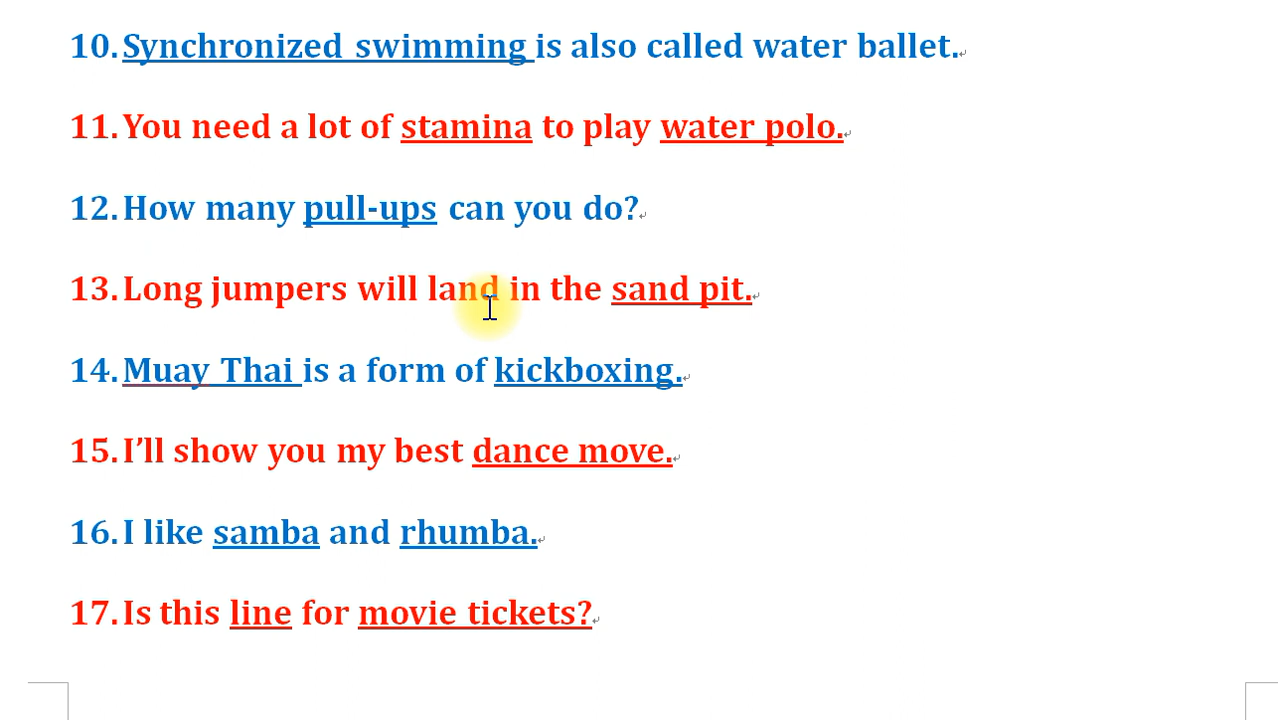 10. Synchronized swimming is also called water ballet.
11. You need a lot of stamina to play water polo.
12. How many pull-ups can you do?
13. Long jumpers will land in the sand pit.
14. Muay Thai is a form of kickboxing.
15. I’ll show you my best dance move.
16. I like samba and rhumba.
17. Is this line for movie tickets?